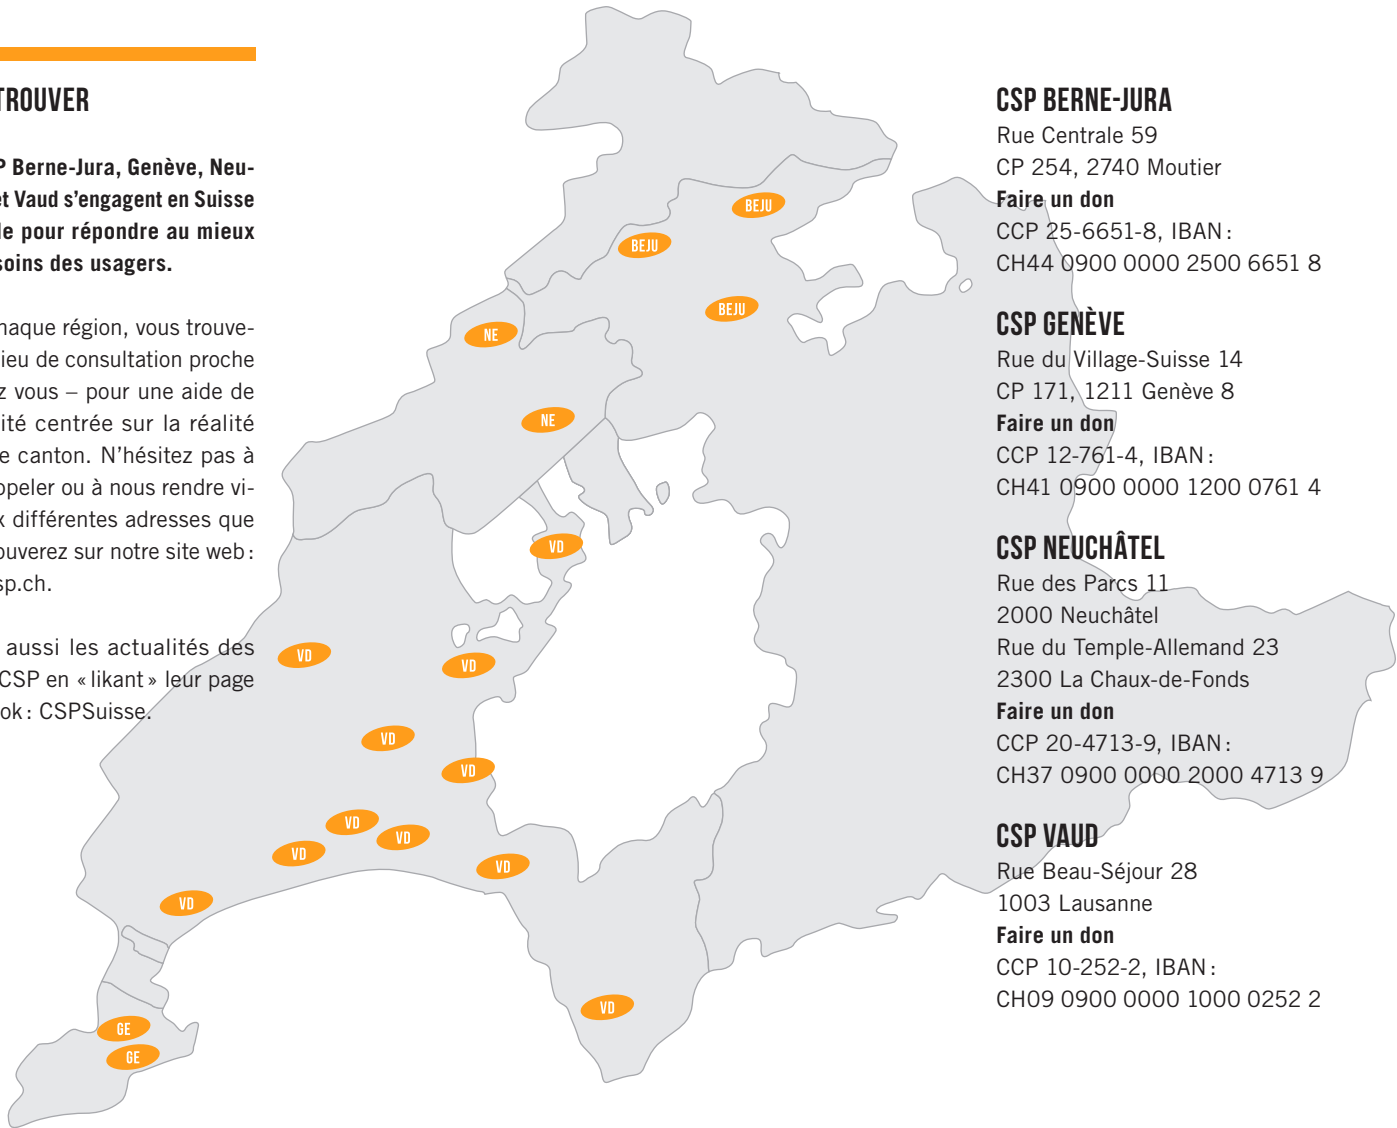 TROUVER
P Berne-Jura, Genève, Neu-
et Vaud s’engagent en Suisse
de pour répondre au mieux
soins des usagers.
haque région, vous trouve-
lieu de consultation proche
ez vous – pour une aide de
ité centrée sur la réalité
e canton. N’hésitez pas à
ppeler ou à nous rendre vi-
x différentes adresses que
ouverez sur notre site web :
sp.ch.
aussi les actualités des
CSP en « likant » leur page
ok : CSPSuisse.
BEJU
BEJU
BEJU
NE
NE
VD
VD
VD
VD
VD
VD
VD
VD
VD
VD
VD
GE
GE
CSP BERNE-JURA
Rue Centrale 59
CP 254, 2740 Moutier
Faire un don
CCP 25-6651-8, IBAN :
CH44 0900 0000 2500 6651 8
CSP GENÈVE
Rue du Village-Suisse 14
CP 171, 1211 Genève 8
Faire un don
CCP 12-761-4, IBAN :
CH41 0900 0000 1200 0761 4
CSP NEUCHÂTEL
Rue des Parcs 11
2000 Neuchâtel
Rue du Temple-Allemand 23
2300 La Chaux-de-Fonds
Faire un don
CCP 20-4713-9, IBAN :
CH37 0900 0000 2000 4713 9
CSP VAUD
Rue Beau-Séjour 28
1003 Lausanne
Faire un don
CCP 10-252-2, IBAN :
CH09 0900 0000 1000 0252 2